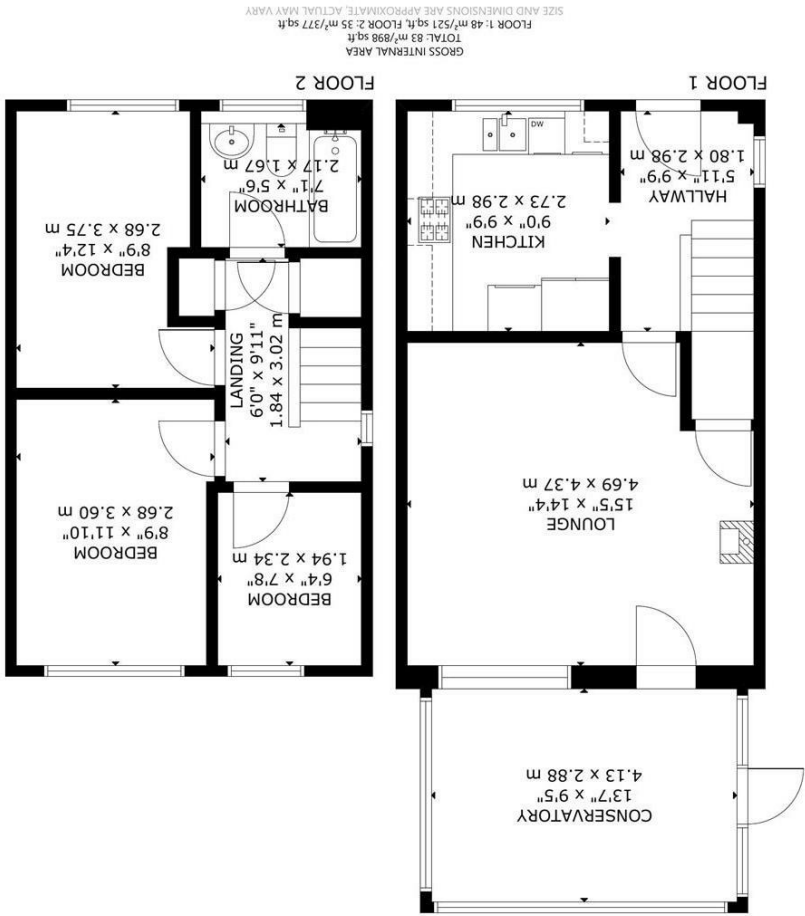 CONSERVATORY
13'7" x 9'5"
4.13 x 2.88 m
LOUNGE
15'5" x 14'4"
4.69 x 4.37 m
HALLWAY
5'11" x 9'9"
1.80 x 2.98 m
KITCHEN
9'0" x 9'9"
2.73 x 2.98 m
DW
FLOOR 1
BEDROOM
6'4" x 7'8"
1.94 x 2.34 m
BEDROOM
8'9" x 11'10"
2.68 x 3.60 m
LANDING
6'0" x 9'11"
1.84 x 3.02 m
BEDROOM
8'9" x 12'4"
2.68 x 3.75 m
BATHROOM
7'1" x 5'6"
2.17 x 1.67 m
FLOOR 2
GROSS INTERNAL AREA
TOTAL: 83 m²/898 sq.ft
FLOOR 1: 48 m²/521 sq.ft, FLOOR 2: 35 m²/377 sq.ft
SIZE AND DIMENSIONS ARE APPROXIMATE, ACTUAL MAY VARY